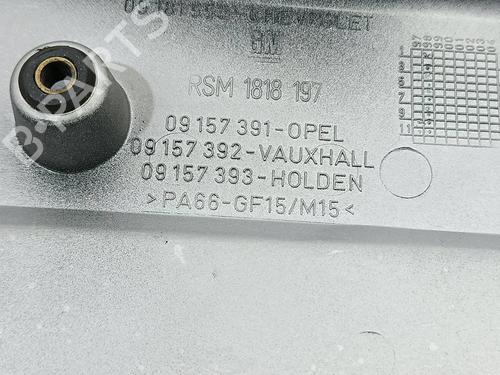 CHEVROLET
GM
RSM 1818 197
09 157 391-OPEL
09 157 392-VAUXHALL
09 157 393-HOLDEN
>PA66-GF15/M15<
B-PARTS